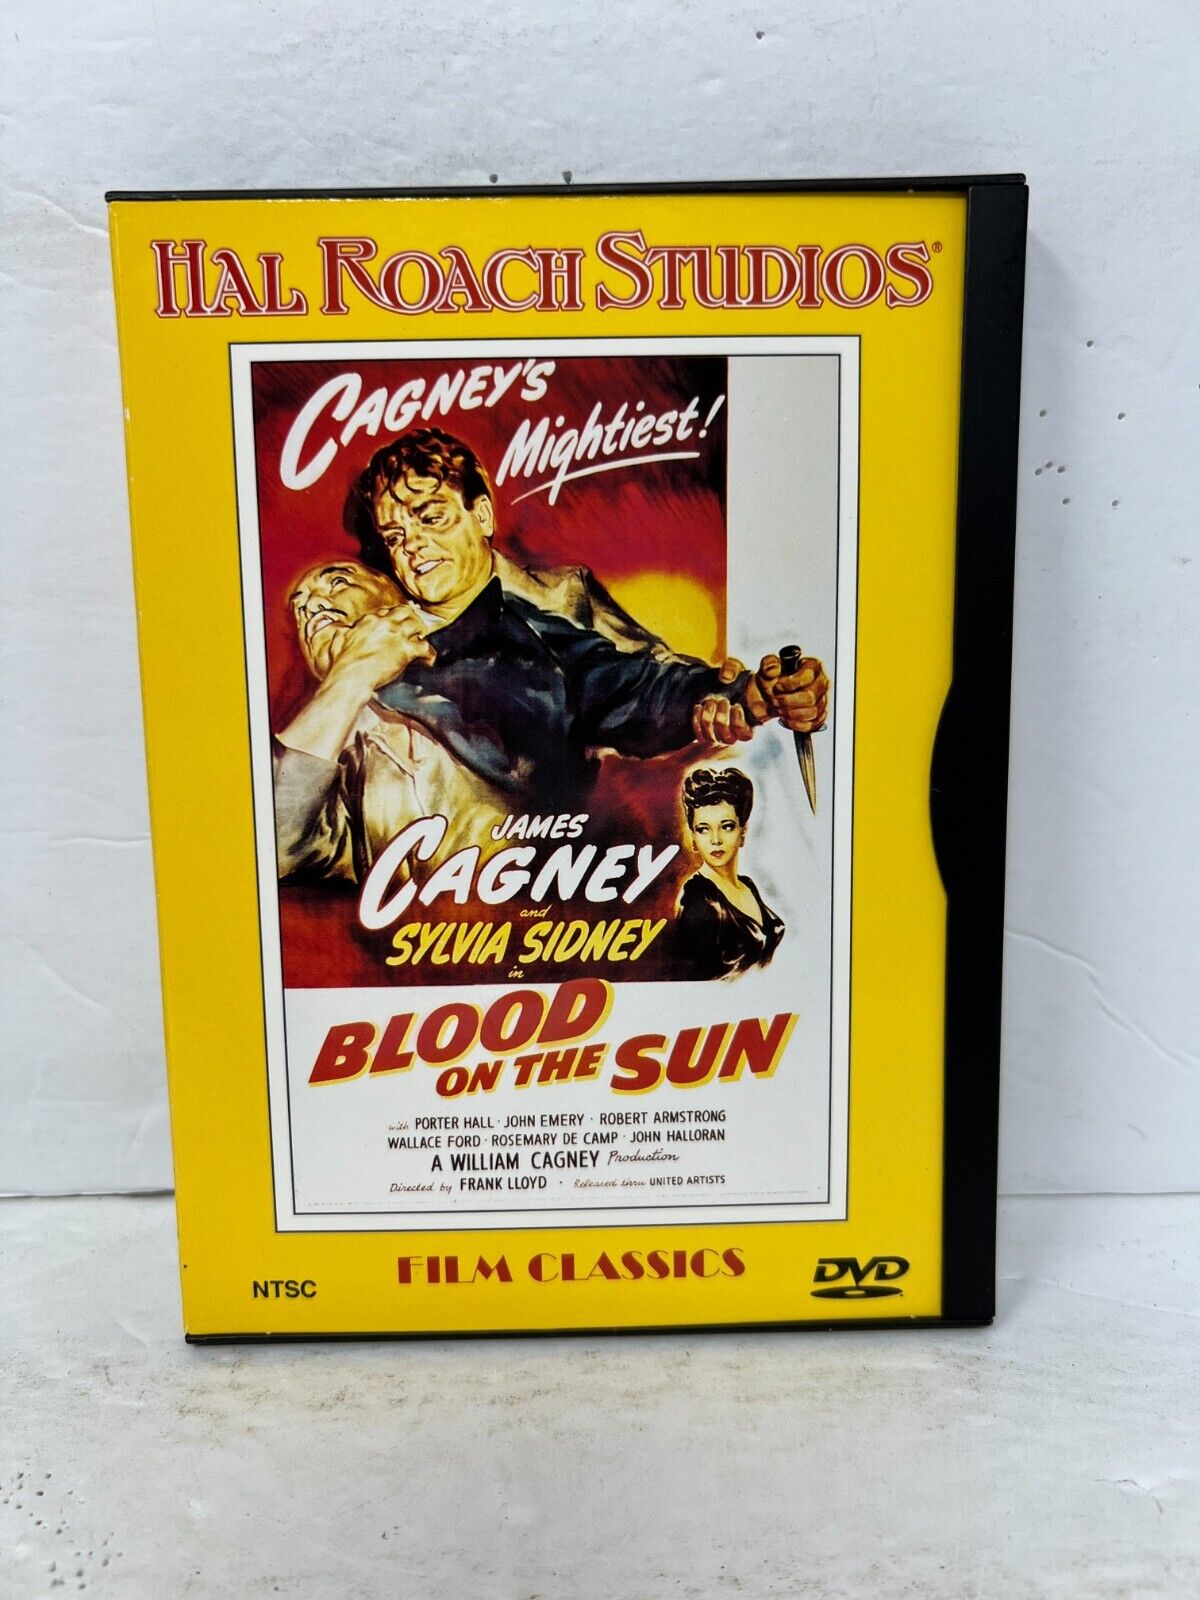 HAL ROACH STUDIOS®
CAGNEY'S
Mightiest!
JAMES
CAGNEY
and
SYLVIA SIDNEY
in
BLOOD
ON THE SUN
with PORTER HALL · JOHN EMERY · ROBERT ARMSTRONG
WALLACE FORD · ROSEMARY DE CAMP · JOHN HALLORAN
A WILLIAM CAGNEY Production
Directed by FRANK LLOYD · Released thru UNITED ARTISTS
FILM CLASSICS
NTSC
DVD